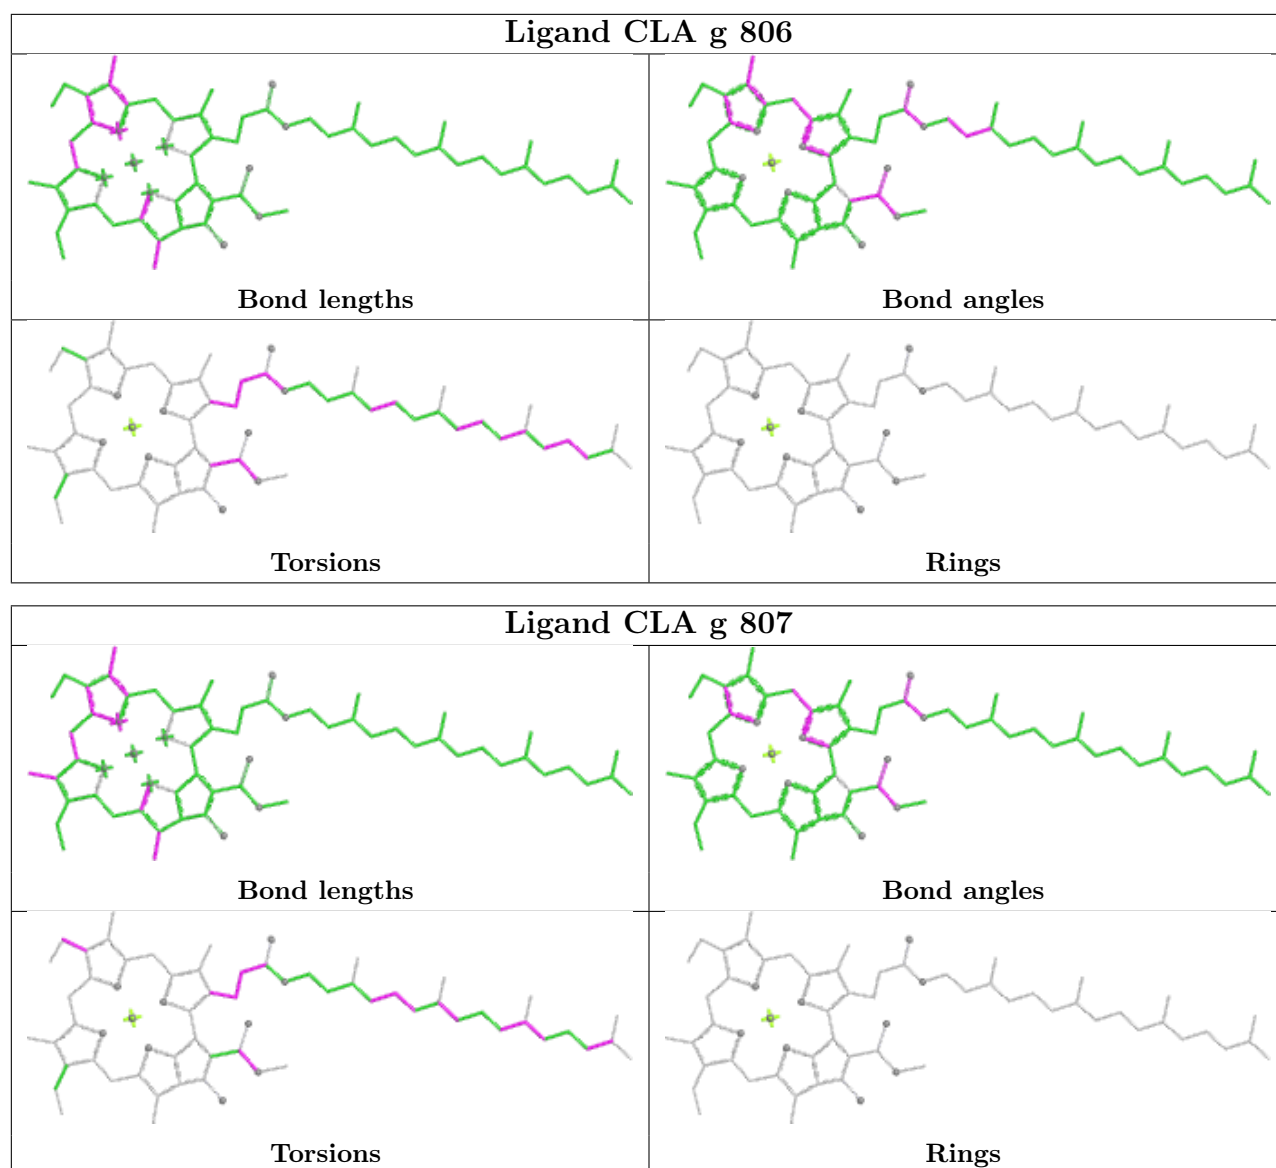 Ligand CLA g 806
Bond lengths
Bond angles
Torsions
Rings
Ligand CLA g 807
Bond lengths
Bond angles
Torsions
Rings